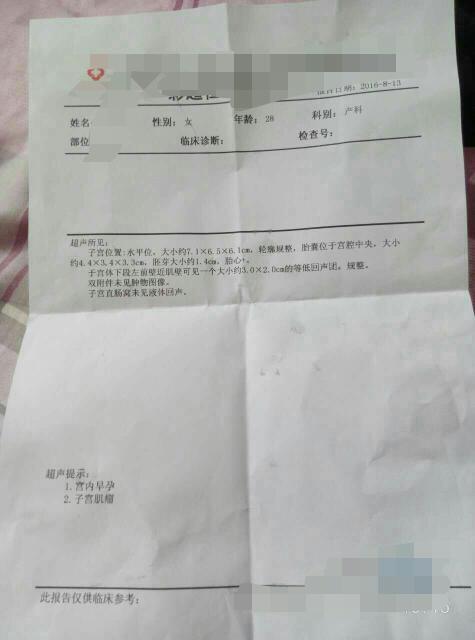 报告日期：2016-8-13
姓名
性别：女
年龄：28
科别：产科
部位
临床诊断：
检查号：
超声所见：
子宫位置：水平位，大小约7.1×6.5×6.1cm，轮廓规整，胎囊位于宫腔中央，大小
约4.4×3.4×3.3cm，胚芽大小约1.4cm，胎心+。
于宫体下段左前壁近肌壁可见一个大小约3.0×2.0cm的等低回声团，规整。
双附件未见肿物图像。
子宫直肠窝未见液体回声。
超声提示：
1.宫内早孕
2.子宫肌瘤
此报告仅供临床参考：